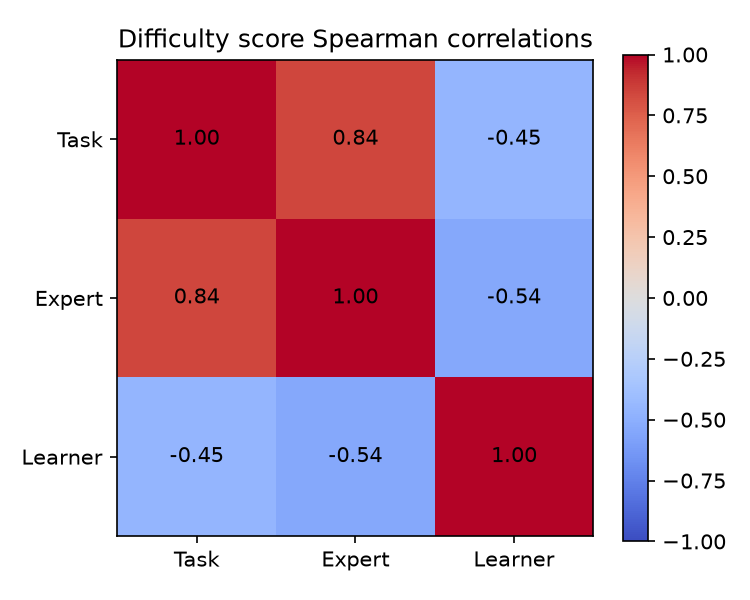 Difficulty score Spearman correlations
Task 1.00 0.84 -0.45
Expert 0.84 1.00 -0.54
Learner -0.45 -0.54 1.00
Task Expert Learner
1.00
0.75
0.50
0.25
0.00
−0.25
−0.50
−0.75
−1.00